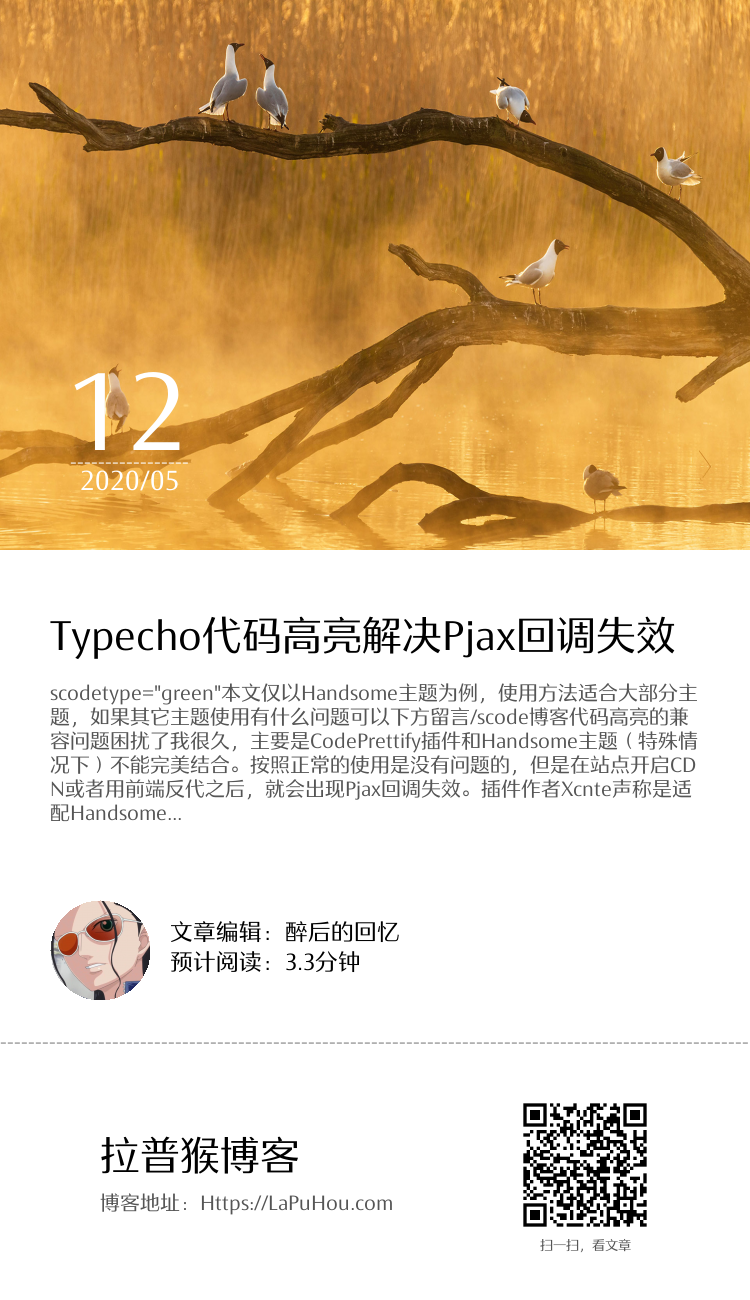 12
2020/05
Typecho代码高亮解决Pjax回调失效
scodetype="green"本文仅以Handsome主题为例，使用方法适合大部分主
题，如果其它主题使用有什么问题可以下方留言/scode博客代码高亮的兼
容问题困扰了我很久，主要是CodePrettify插件和Handsome主题（特殊情
况下）不能完美结合。按照正常的使用是没有问题的，但是在站点开启CD
N或者用前端反代之后，就会出现Pjax回调失效。插件作者Xcnte声称是适
配Handsome...
文章编辑：醉后的回忆
预计阅读：3.3分钟
拉普猴博客
博客地址：Https://LaPuHou.com
扫一扫，看文章